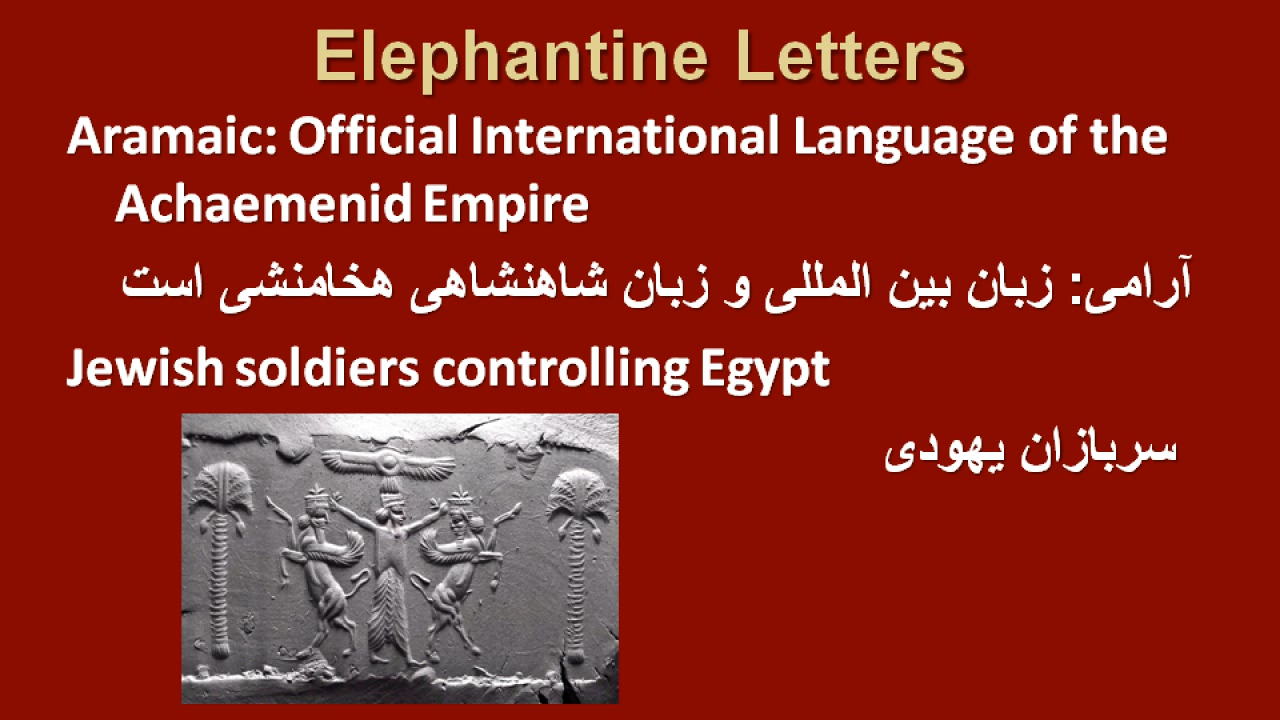 Elephantine Letters
Aramaic: Official International Language of the
Achaemenid Empire
آرامی: زبان بین المللی و زبان شاهنشاهی هخامنشی است
Jewish soldiers controlling Egypt
سربازان یهودی